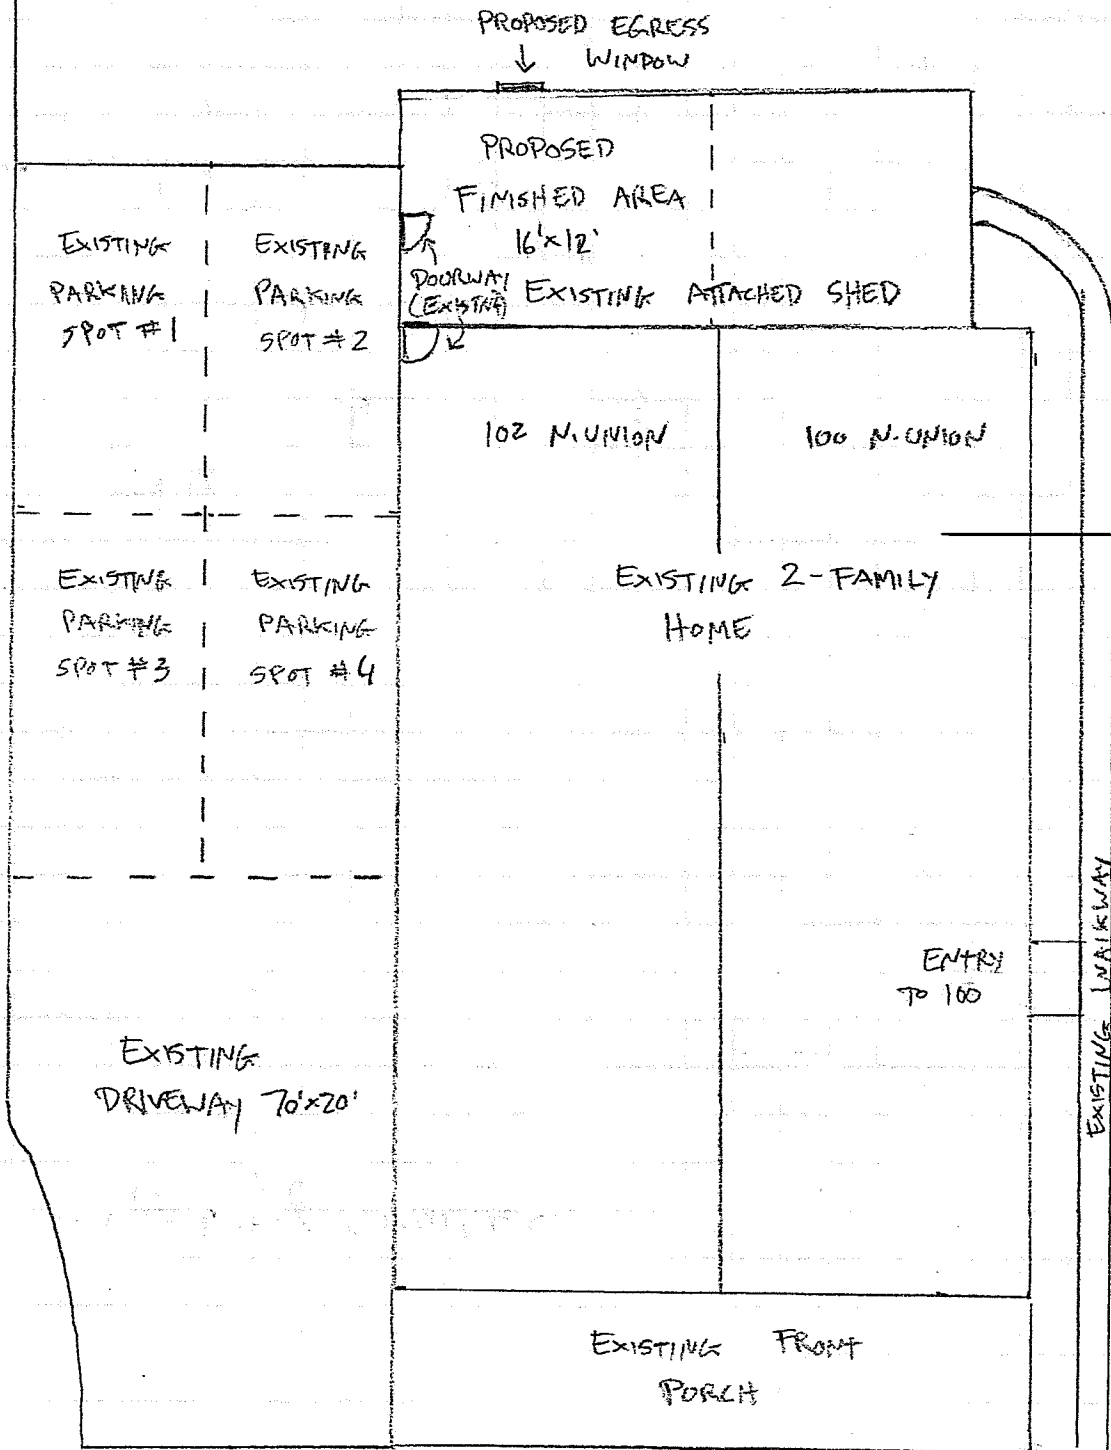 PROPOSED EGRESS
WINDOW
PROPOSED
FINISHED AREA
16'x12'
EXISTING ATTACHED SHED
DOORWAY
(EXISTING)
EXISTING
PARKING
SPOT #1
EXISTING
PARKING
SPOT #2
102 N. UNION
100 N. UNION
EXISTING 2-FAMILY
HOME
EXISTING
PARKING
SPOT #3
EXISTING
PARKING
SPOT #4
ENTRY
TO 100
EXISTING WALKWAY
EXISTING
DRIVEWAY 70'x20'
EXISTING FRONT
PORCH